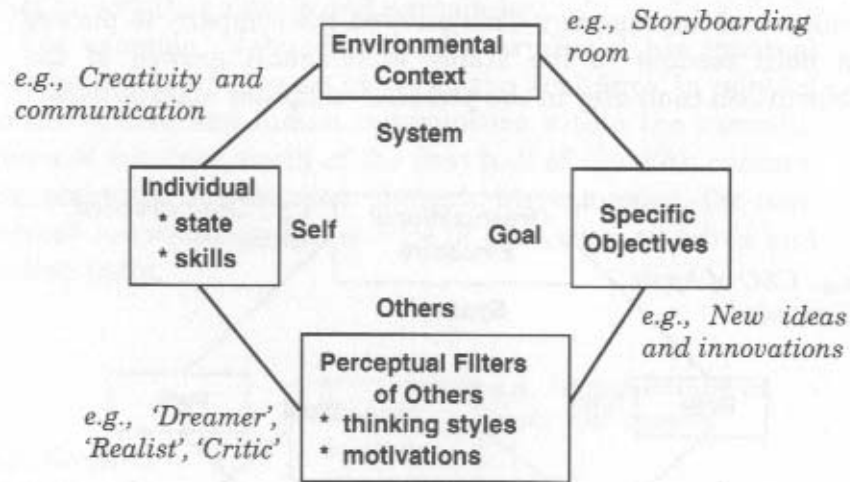 e.g., Storyboarding
room
Environmental
Context
e.g., Creativity and
communication
System
Individual
* state
* skills
Self
Goal
Specific
Objectives
Others
e.g., New ideas
and innovations
Perceptual Filters
of Others
* thinking styles
* motivations
e.g., 'Dreamer',
'Realist', 'Critic'